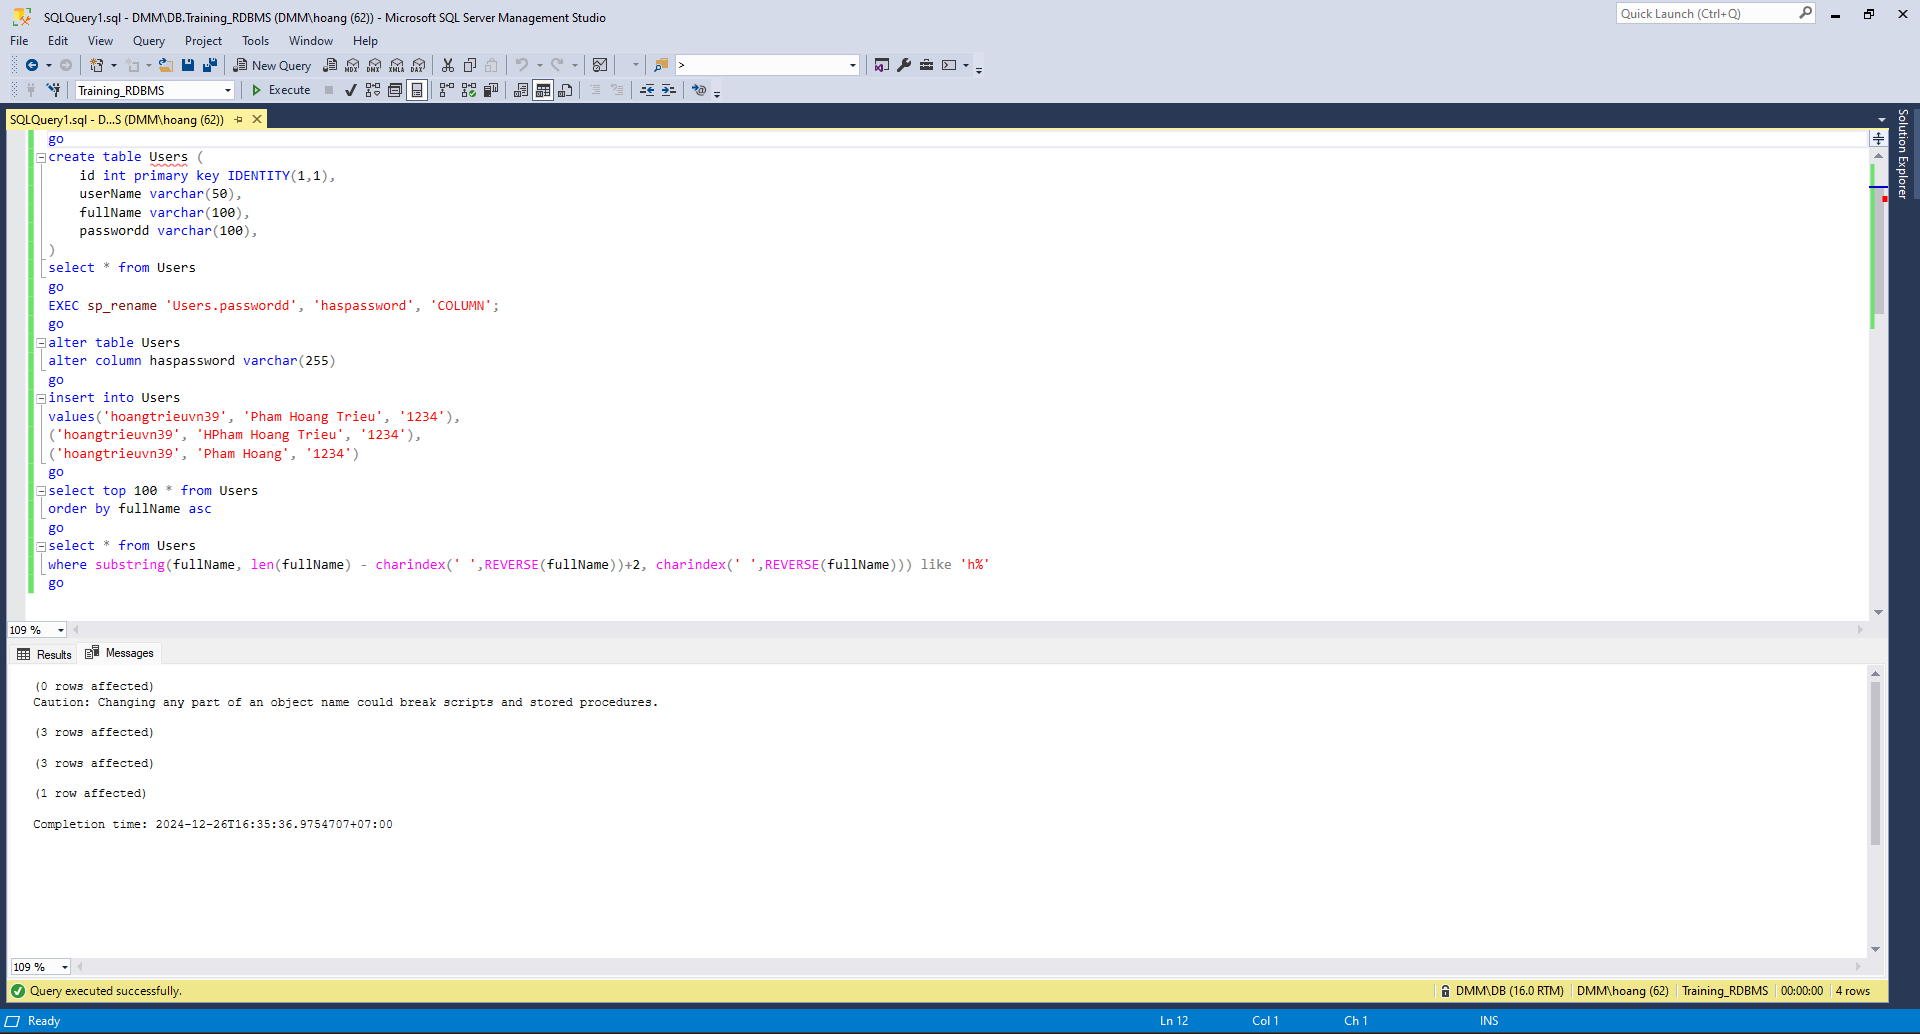 SQLQuery1.sql - DMM\DB.Training_RDBMS (DMM\hoang (62)) - Microsoft SQL Server Management Studio
Quick Launch (Ctrl+Q)
File Edit View Query Project Tools Window Help
New Query
MDX DMX XMLA DAX
>
Training_RDBMS
Execute
SQLQuery1.sql - D...S (DMM\hoang (62))
Solution Explorer
go
create table Users (
id int primary key IDENTITY(1,1),
userName varchar(50),
fullName varchar(100),
passwordd varchar(100),
)
select * from Users
go
EXEC sp_rename 'Users.passwordd', 'haspassword', 'COLUMN';
go
alter table Users
alter column haspassword varchar(255)
go
insert into Users
values('hoangtrieuvn39', 'Pham Hoang Trieu', '1234'),
('hoangtrieuvn39', 'HPham Hoang Trieu', '1234'),
('hoangtrieuvn39', 'Pham Hoang', '1234')
go
select top 100 * from Users
order by fullName asc
go
select * from Users
where substring(fullName, len(fullName) - charindex(' ',REVERSE(fullName))+2, charindex(' ',REVERSE(fullName))) like 'h%'
go
109 %
Results Messages
(0 rows affected)
Caution: Changing any part of an object name could break scripts and stored procedures.
(3 rows affected)
(3 rows affected)
(1 row affected)
Completion time: 2024-12-26T16:35:36.9754707+07:00
109 %
Query executed successfully.
DMM\DB (16.0 RTM) DMM\hoang (62) Training_RDBMS 00:00:00 4 rows
Ready
Ln 12 Col 1 Ch 1 INS